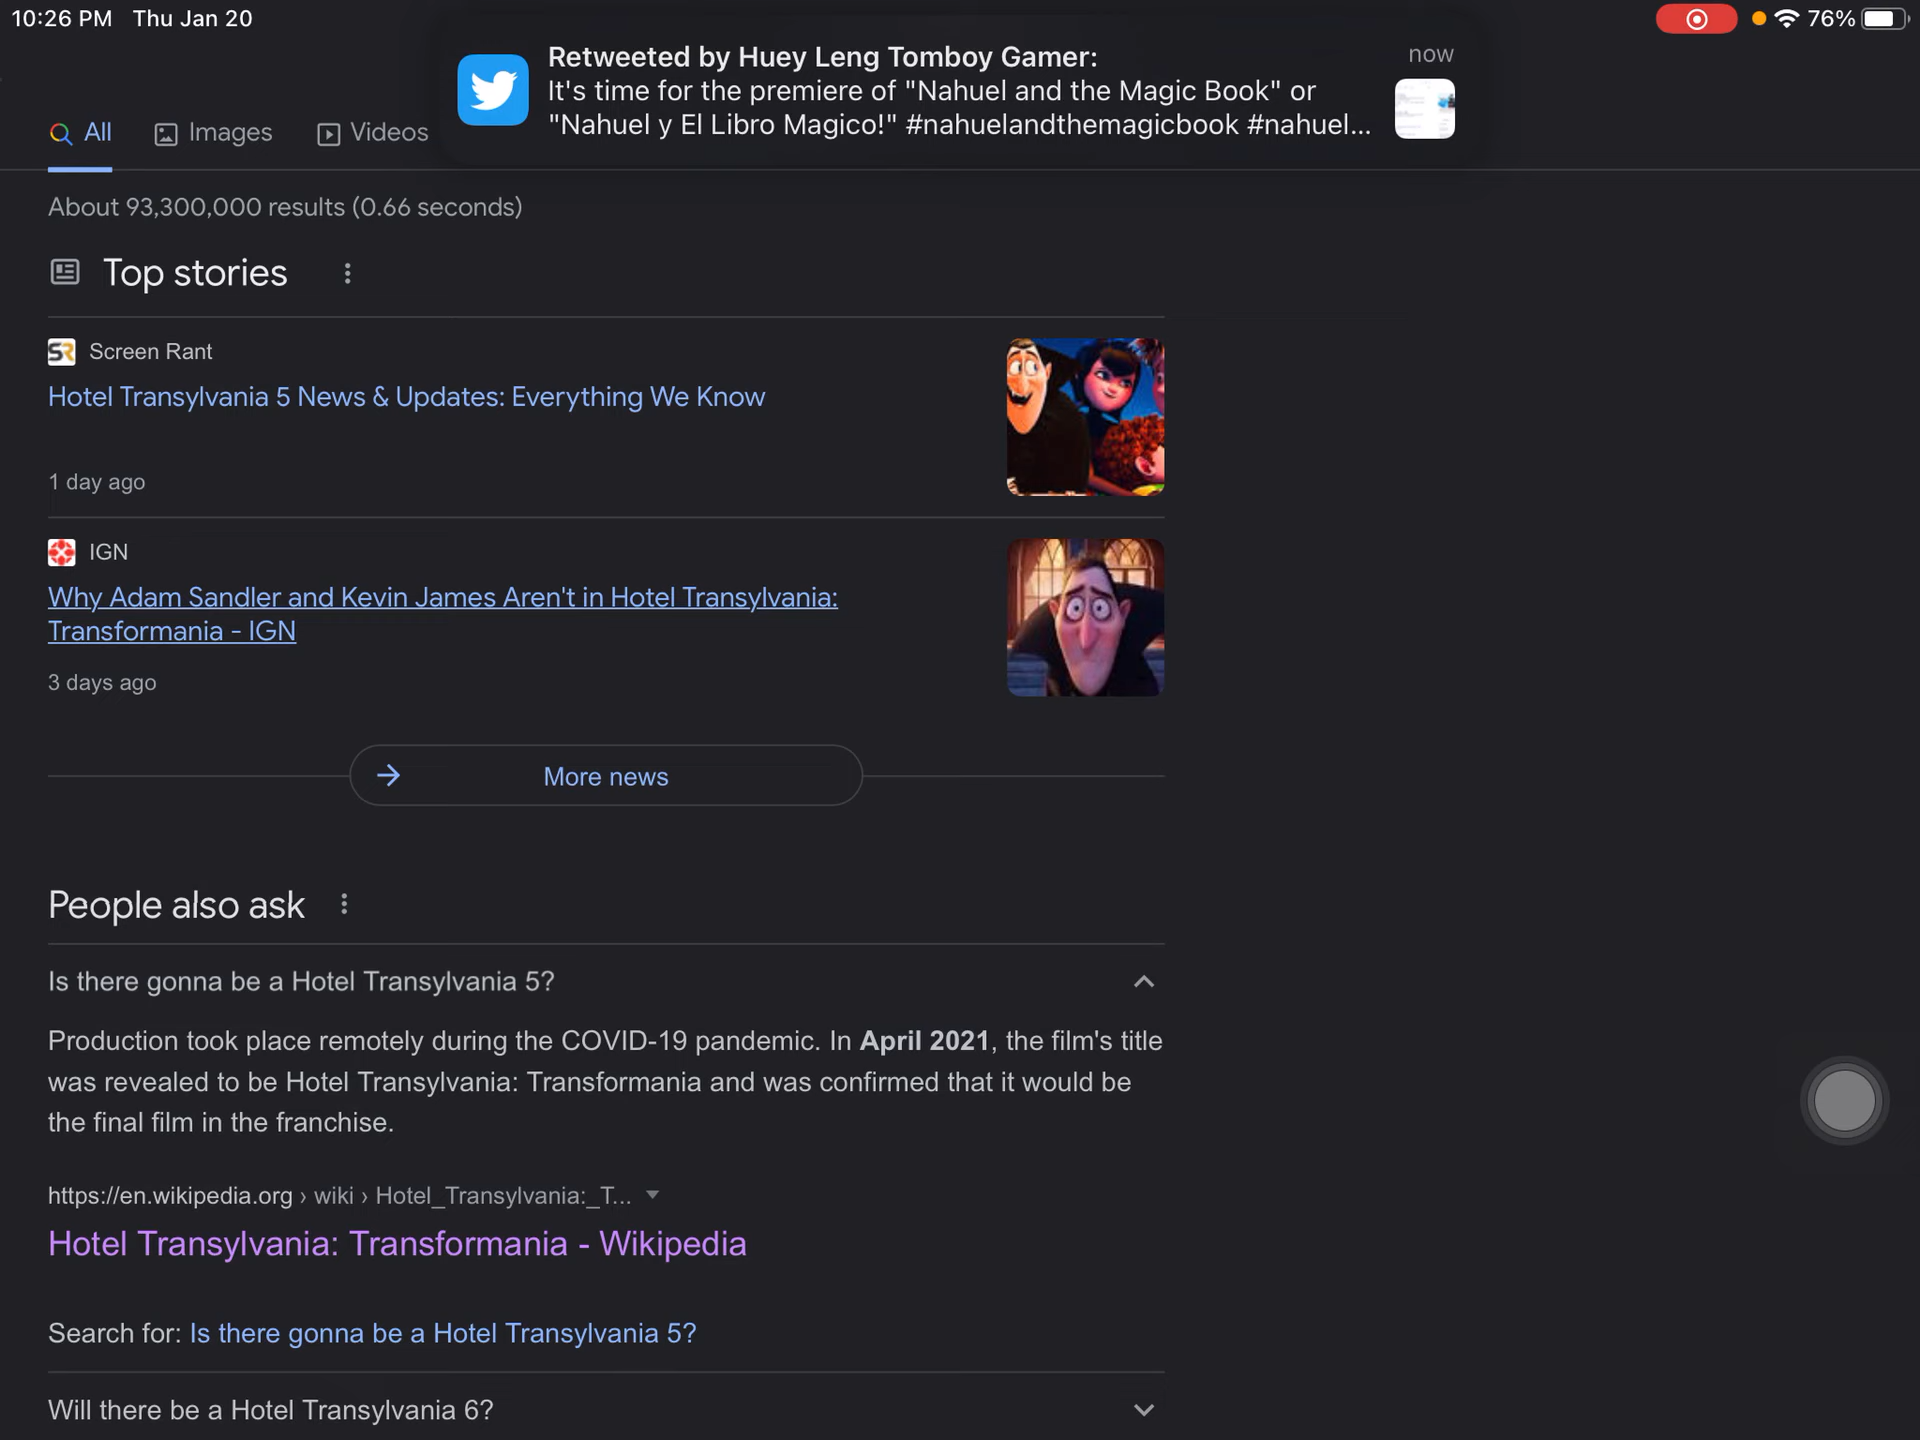 10:26 PM Thu Jan 20
76%
Retweeted by Huey Leng Tomboy Gamer:
now
It's time for the premiere of "Nahuel and the Magic Book" or
"Nahuel y El Libro Magico!" #nahuelandthemagicbook #nahuel...
All Images Videos
About 93,300,000 results (0.66 seconds)
Top stories
SR Screen Rant
Hotel Transylvania 5 News & Updates: Everything We Know
1 day ago
IGN
Why Adam Sandler and Kevin James Aren't in Hotel Transylvania:
Transformania - IGN
3 days ago
More news
People also ask
Is there gonna be a Hotel Transylvania 5?
Production took place remotely during the COVID-19 pandemic. In April 2021, the film's title
was revealed to be Hotel Transylvania: Transformania and was confirmed that it would be
the final film in the franchise.
https://en.wikipedia.org › wiki › Hotel_Transylvania:_T...
Hotel Transylvania: Transformania - Wikipedia
Search for: Is there gonna be a Hotel Transylvania 5?
Will there be a Hotel Transylvania 6?